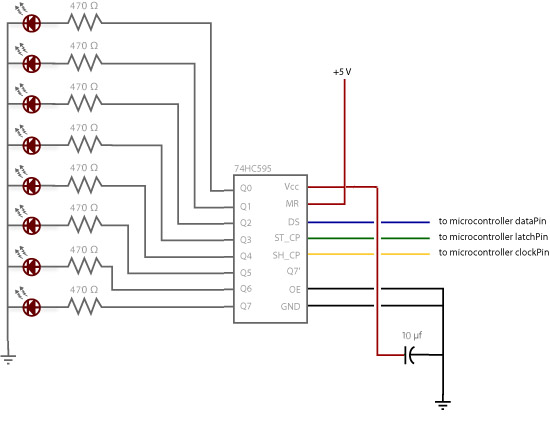 470 Ω
470 Ω
470 Ω
470 Ω
470 Ω
470 Ω
470 Ω
470 Ω
+5 V
74HC595
Q0
Q1
Q2
Q3
Q4
Q5
Q6
Q7
Vcc
MR
DS
ST_CP
SH_CP
Q7'
OE
GND
to microcontroller dataPin
to microcontroller latchPin
to microcontroller clockPin
10 µf